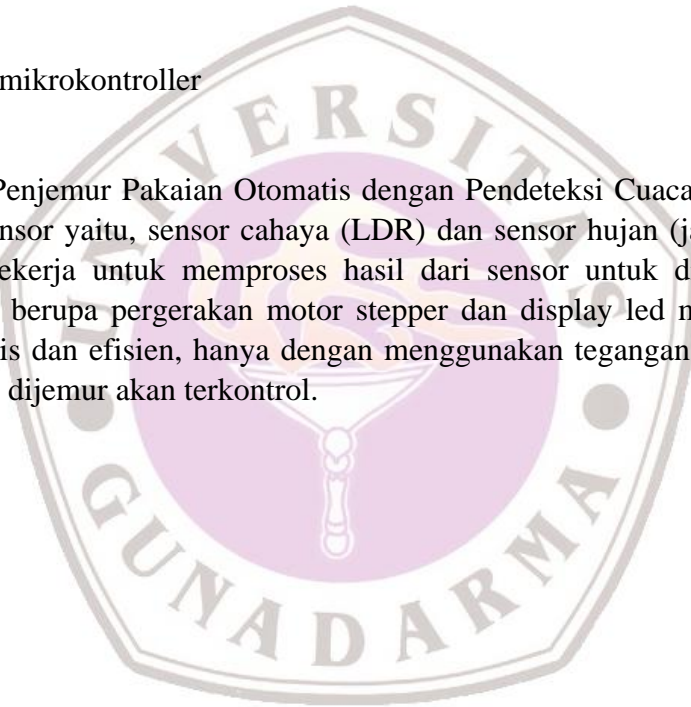 mikrokontroller
Penjemur Pakaian Otomatis dengan Pendeteksi Cuaca
nsor yaitu, sensor cahaya (LDR) dan sensor hujan (ja
ekerja untuk memproses hasil dari sensor untuk d
berupa pergerakan motor stepper dan display led m
is dan efisien, hanya dengan menggunakan tegangan
dijemur akan terkontrol.
UNIVERSITAS
GUNADARMA